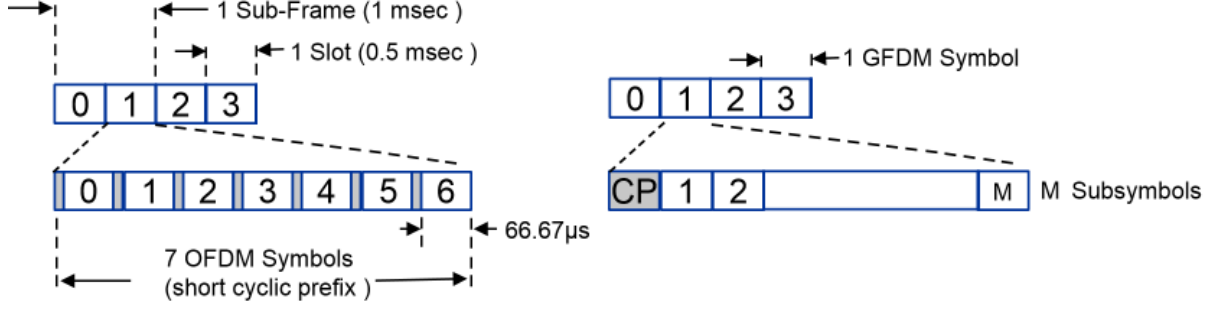 1 Sub-Frame (1 msec )
1 Slot (0.5 msec )
0 1 2 3
0 1 2 3 4 5 6
66.67µs
7 OFDM Symbols
(short cyclic prefix )
1 GFDM Symbol
0 1 2 3
CP 1 2 M
M Subsymbols